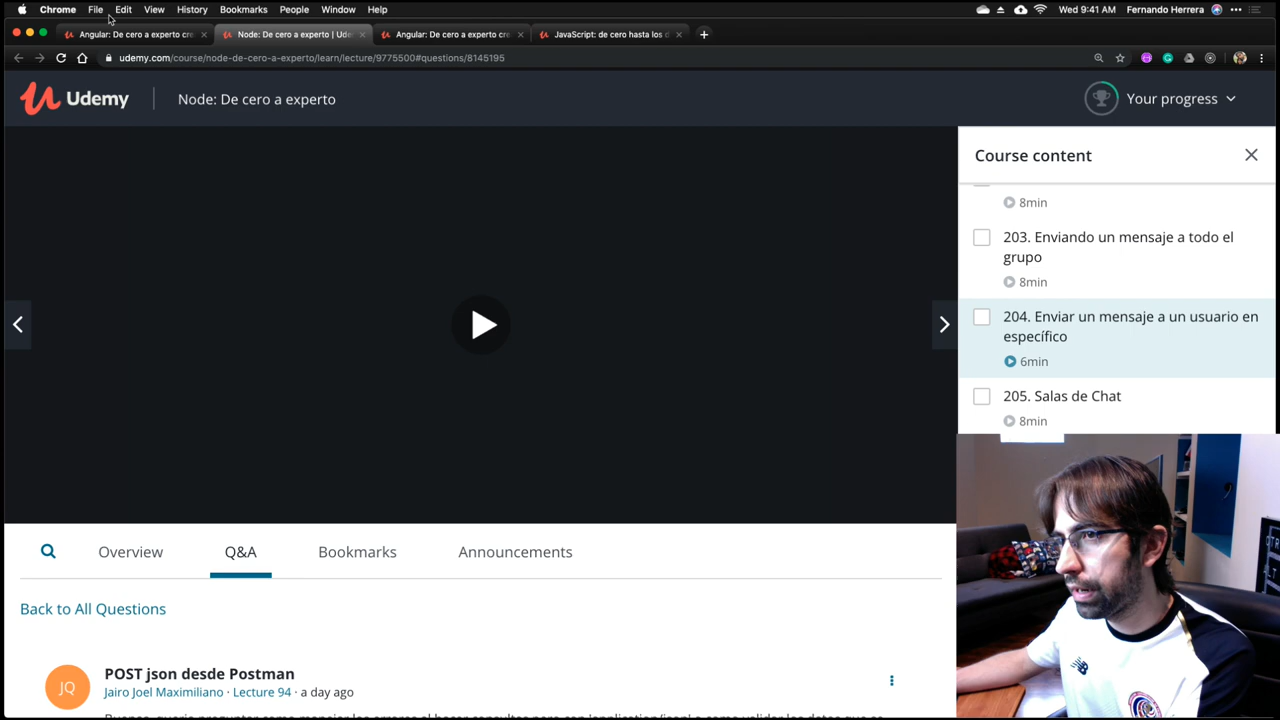 Chrome File Edit View History Bookmarks People Window Help Wed 9:41 AM Fernando Herrera
Angular: De cero a experto cre Node: De cero a experto | Ude Angular: De cero a experto cre JavaScript: de cero hasta los d
udemy.com/course/node-de-cero-a-experto/learn/lecture/9775500#questions/8145195
Udemy Node: De cero a experto Your progress
Course content
8min
203. Enviando un mensaje a todo el
grupo
8min
204. Enviar un mensaje a un usuario en
específico
6min
205. Salas de Chat
8min
Overview Q&A Bookmarks Announcements
Back to All Questions
JQ
POST json desde Postman
Jairo Joel Maximiliano · Lecture 94 · a day ago